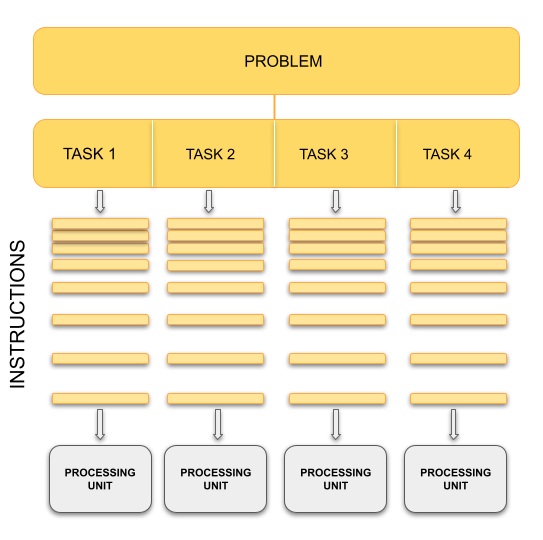 PROBLEM
TASK 1
TASK 2
TASK 3
TASK 4
INSTRUCTIONS
PROCESSING
UNIT
PROCESSING
UNIT
PROCESSING
UNIT
PROCESSING
UNIT